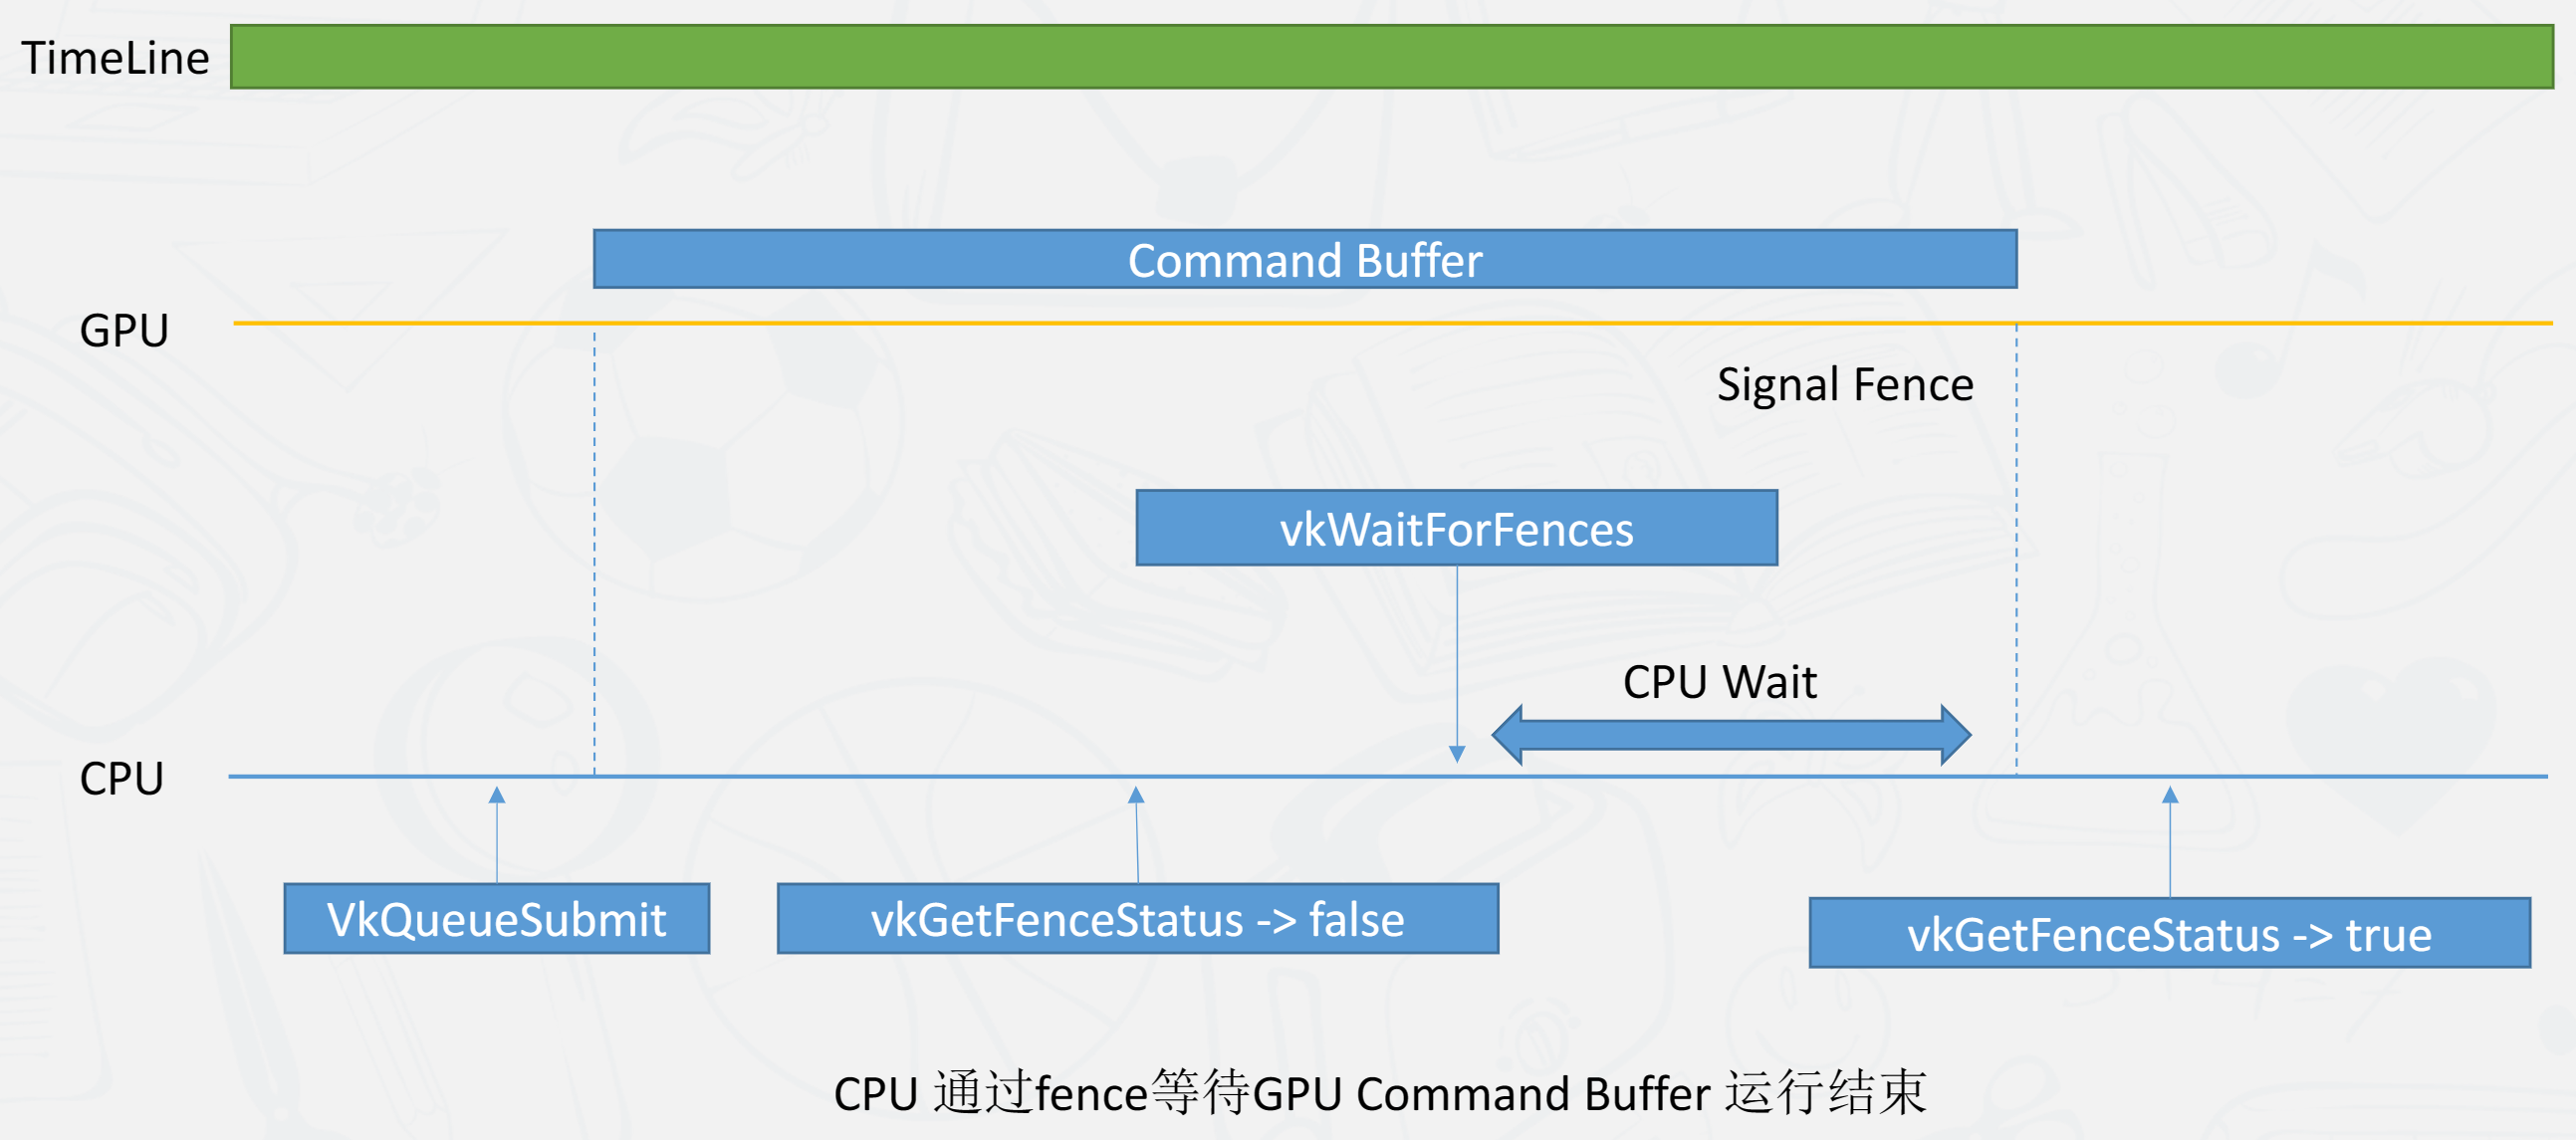 TimeLine
Command Buffer
GPU
Signal Fence
vkWaitForFences
CPU Wait
CPU
VkQueueSubmit
vkGetFenceStatus -> false
vkGetFenceStatus -> true
CPU 通过fence等待GPU Command Buffer 运行结束